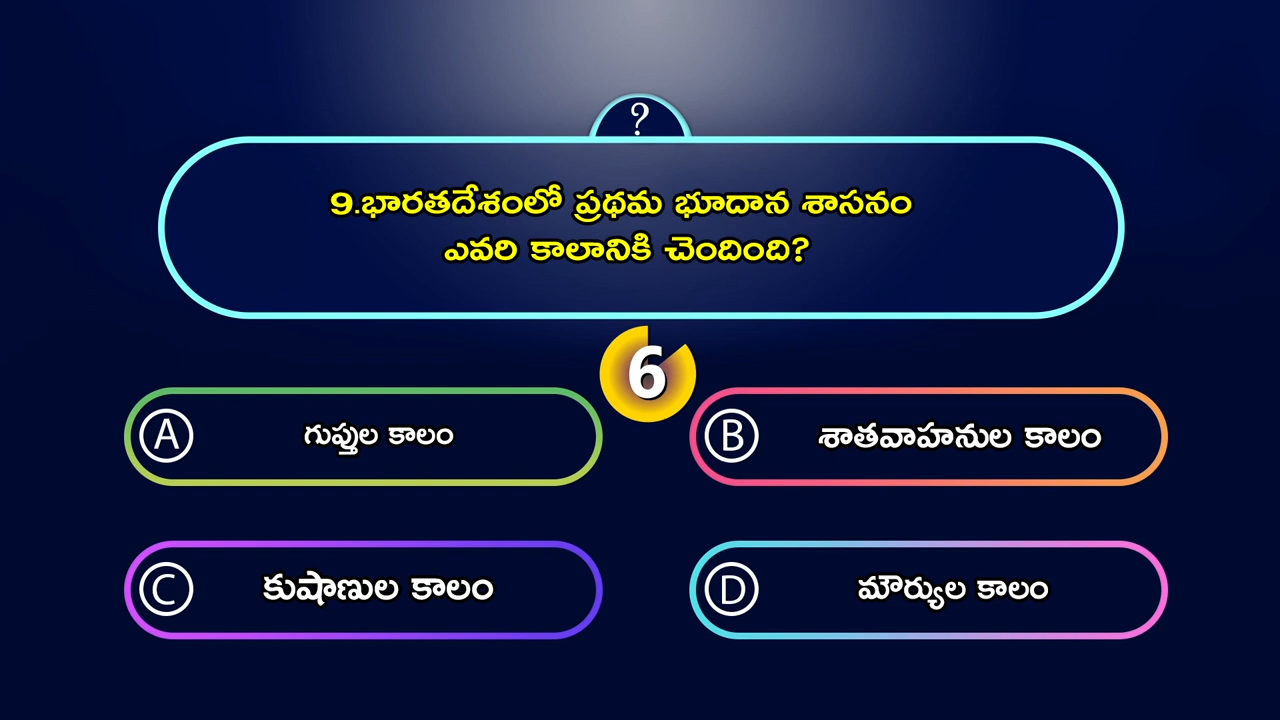 ?
9.భారతదేశంలో ప్రథమ భూదాన శాసనం
ఎవరి కాలానికి చెందింది?
6
A గుప్తుల కాలం
B శాతవాహనుల కాలం
C కుషాణుల కాలం
D మౌర్యుల కాలం